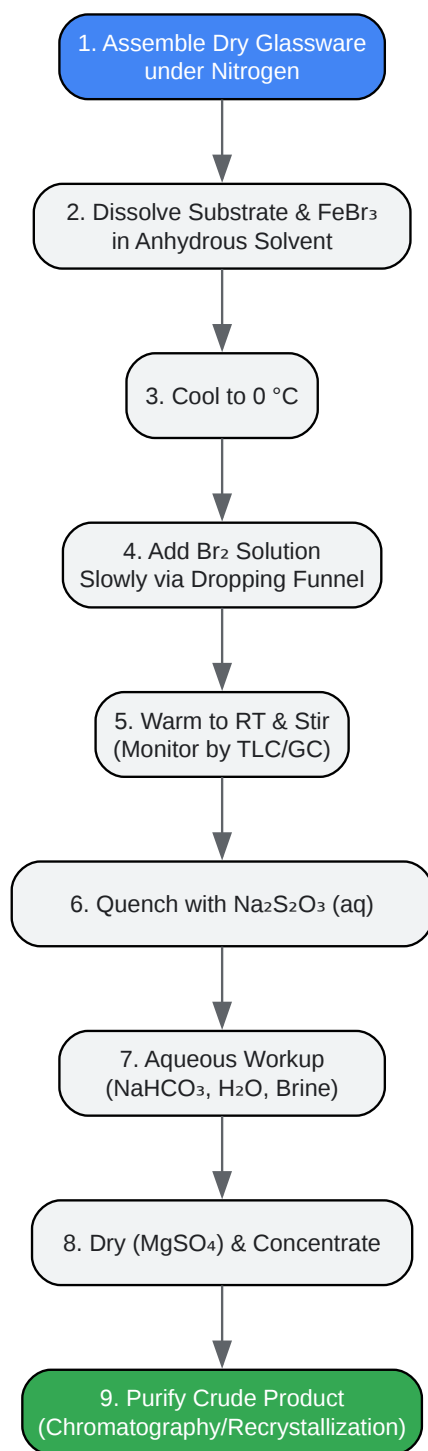 1. Assemble Dry Glassware
under Nitrogen
2. Dissolve Substrate & FeBr₃
in Anhydrous Solvent
3. Cool to 0 °C
4. Add Br₂ Solution
Slowly via Dropping Funnel
5. Warm to RT & Stir
(Monitor by TLC/GC)
6. Quench with Na₂S₂O₃ (aq)
7. Aqueous Workup
(NaHCO₃, H₂O, Brine)
8. Dry (MgSO₄) & Concentrate
9. Purify Crude Product
(Chromatography/Recrystallization)